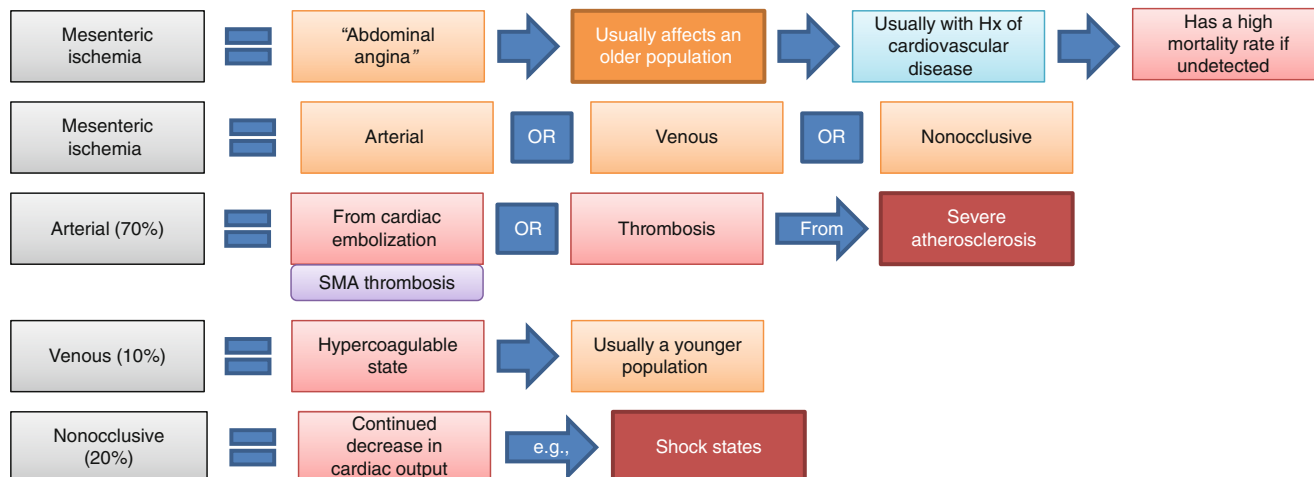 Mesenteric
ischemia
“Abdominal
angina”
Usually affects an
older population
Usually with Hx of
cardiovascular
disease
Has a high
mortality rate if
undetected
Mesenteric
ischemia
Arterial
OR
Venous
OR
Nonocclusive
Arterial (70%)
From cardiac
embolization
SMA thrombosis
OR
Thrombosis
From
Severe
atherosclerosis
Venous (10%)
Hypercoagulable
state
Usually a younger
population
Nonocclusive
(20%)
Continued
decrease in
cardiac output
e.g.,
Shock states